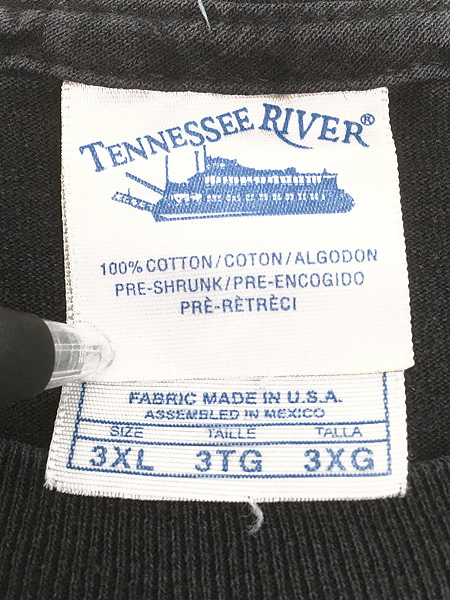 TENNESSEE RIVER®
100% COTTON/COTON/ALGODON
PRE-SHRUNK/PRE-ENCOGIDO
PRÈ-RÈTRÈCI
FABRIC MADE IN U.S.A.
ASSEMBLED IN MEXICO
SIZE TAILLE TALLA
3XL 3TG 3XG